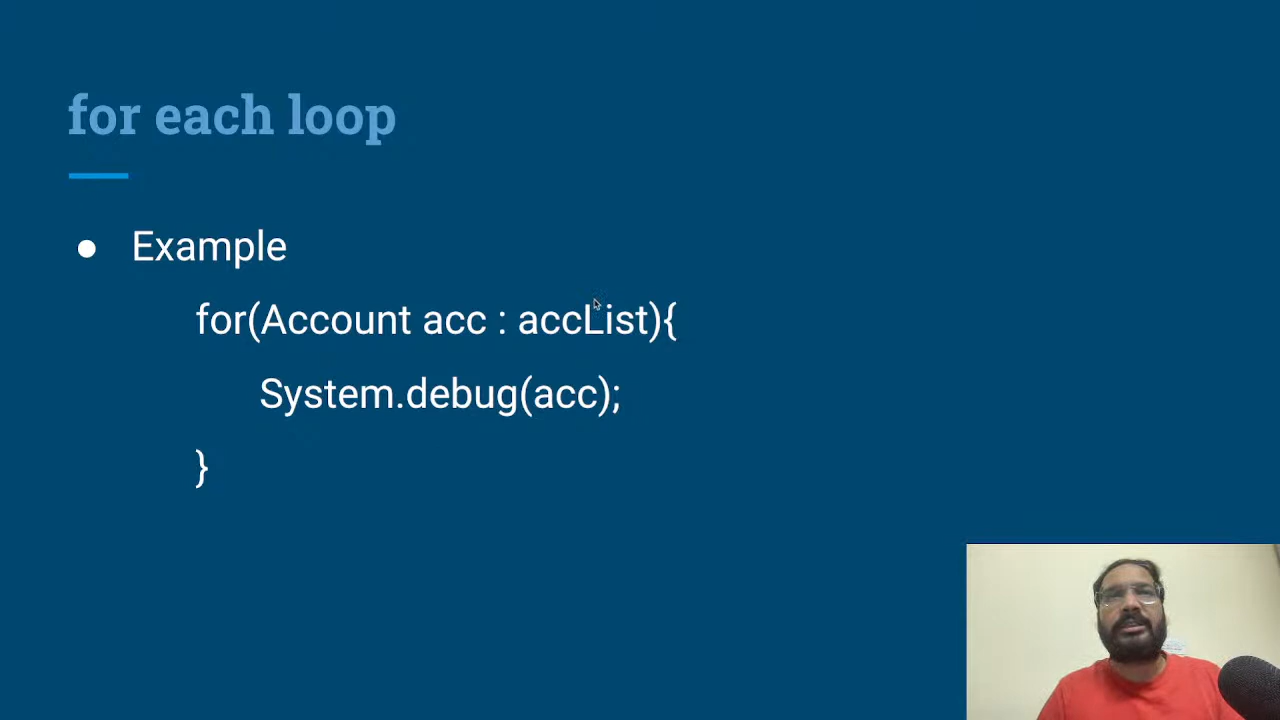 for each loop
● Example
for(Account acc : accList){
System.debug(acc);
}